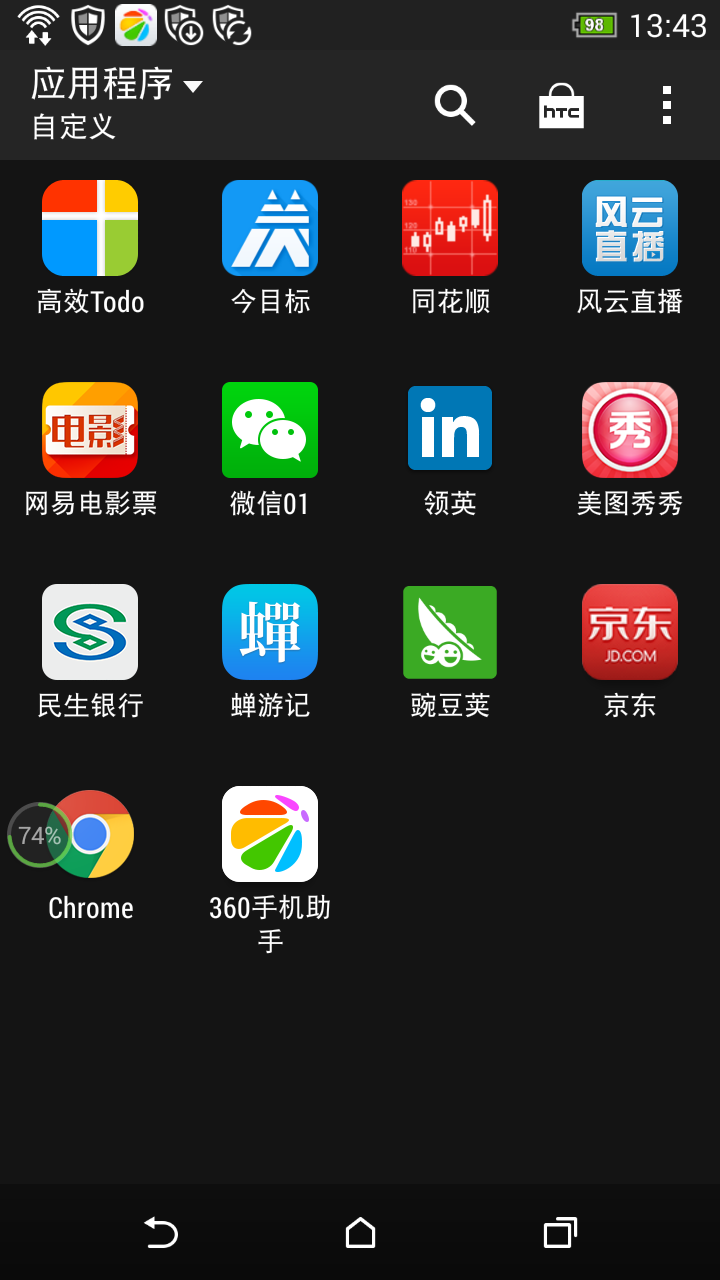 98 13:43
应用程序
自定义
htc
130
120
110
风云
直播
高效Todo 今目标 同花顺 风云直播
电影 in 秀
网易电影票 微信01 领英 美图秀秀
蟬 京东
JD.COM
民生银行 蝉游记 豌豆荚 京东
74%
Chrome 360手机助
手